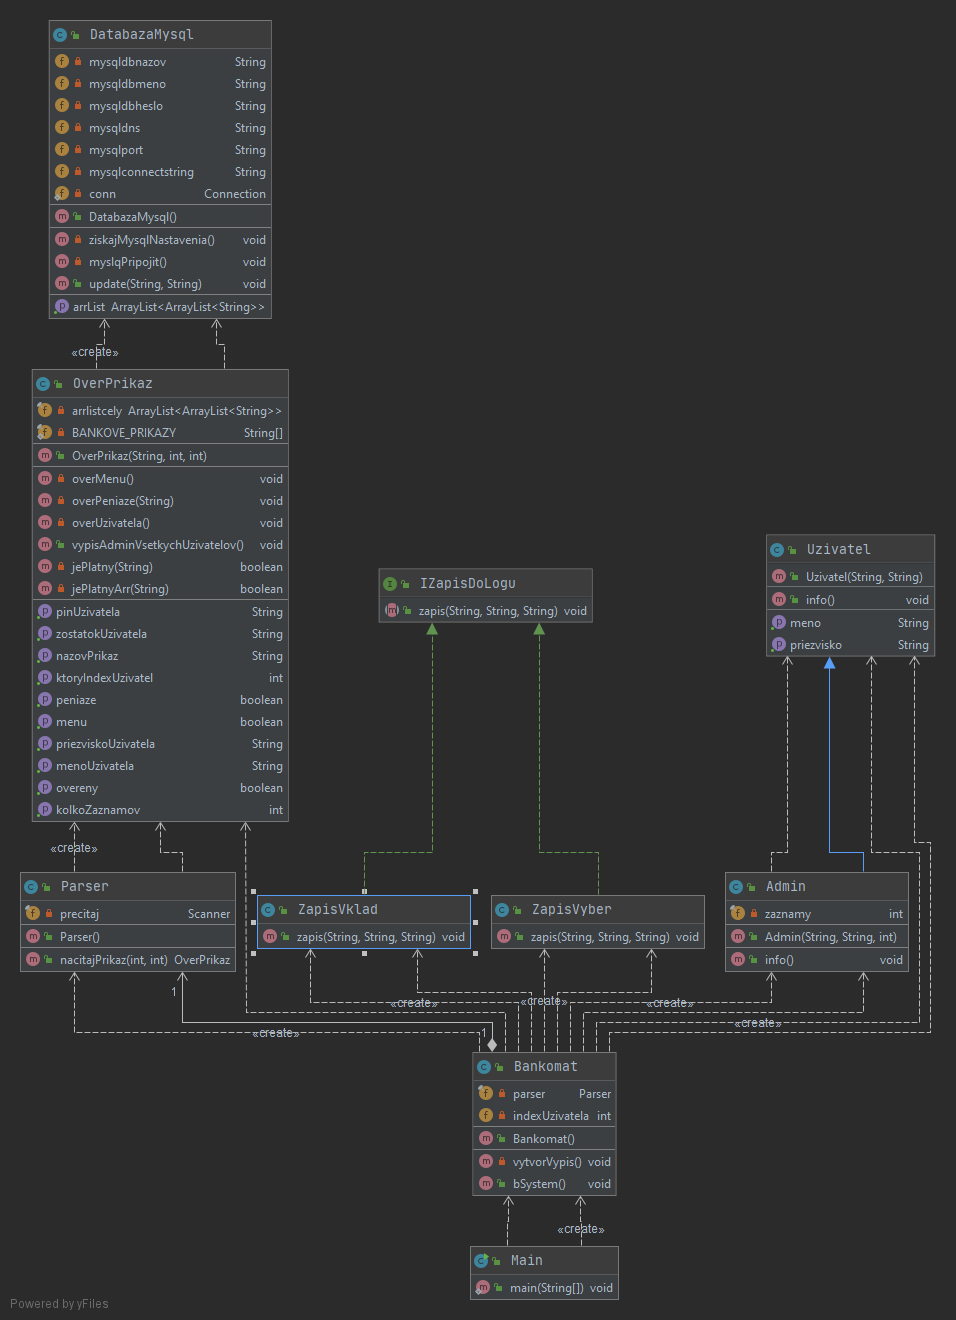 DatabazaMysql
mysqldbnazov String
mysqldbmeno String
mysqldbheslo String
mysqldns String
mysqlport String
mysqlconnectstring String
conn Connection
DatabazaMysql()
ziskajMysqlNastavenia() void
myslqPripojit() void
update(String, String) void
arrList ArrayList<ArrayList<String>>
«create»
OverPrikaz
arrlistcely ArrayList<ArrayList<String>>
BANKOVE_PRIKAZY String[]
OverPrikaz(String, int, int)
overMenu() void
overPeniaze(String) void
overUzivatela() void
vypisAdminVsetkychUzivatelov() void
jePlatny(String) boolean
jePlatnyArr(String) boolean
pinUzivatela String
zostatokUzivatela String
nazovPrikaz String
ktoryIndexUzivatel int
peniaze boolean
menu boolean
priezviskoUzivatela String
menoUzivatela String
overeny boolean
kolkoZaznamov int
IZapisDoLogu
zapis(String, String, String) void
Uzivatel
Uzivatel(String, String)
info() void
meno String
priezvisko String
«create»
Parser
precitaj Scanner
Parser()
nacitajPrikaz(int, int) OverPrikaz
ZapisVklad
zapis(String, String, String) void
ZapisVyber
zapis(String, String, String) void
Admin
zaznamy int
Admin(String, String, int)
info() void
1
«create»
«create»
«create»
«create»
«create»
1
Bankomat
parser Parser
indexUzivatela int
Bankomat()
vytvorVypis() void
bSystem() void
«create»
Main
main(String[]) void
Powered by yFiles